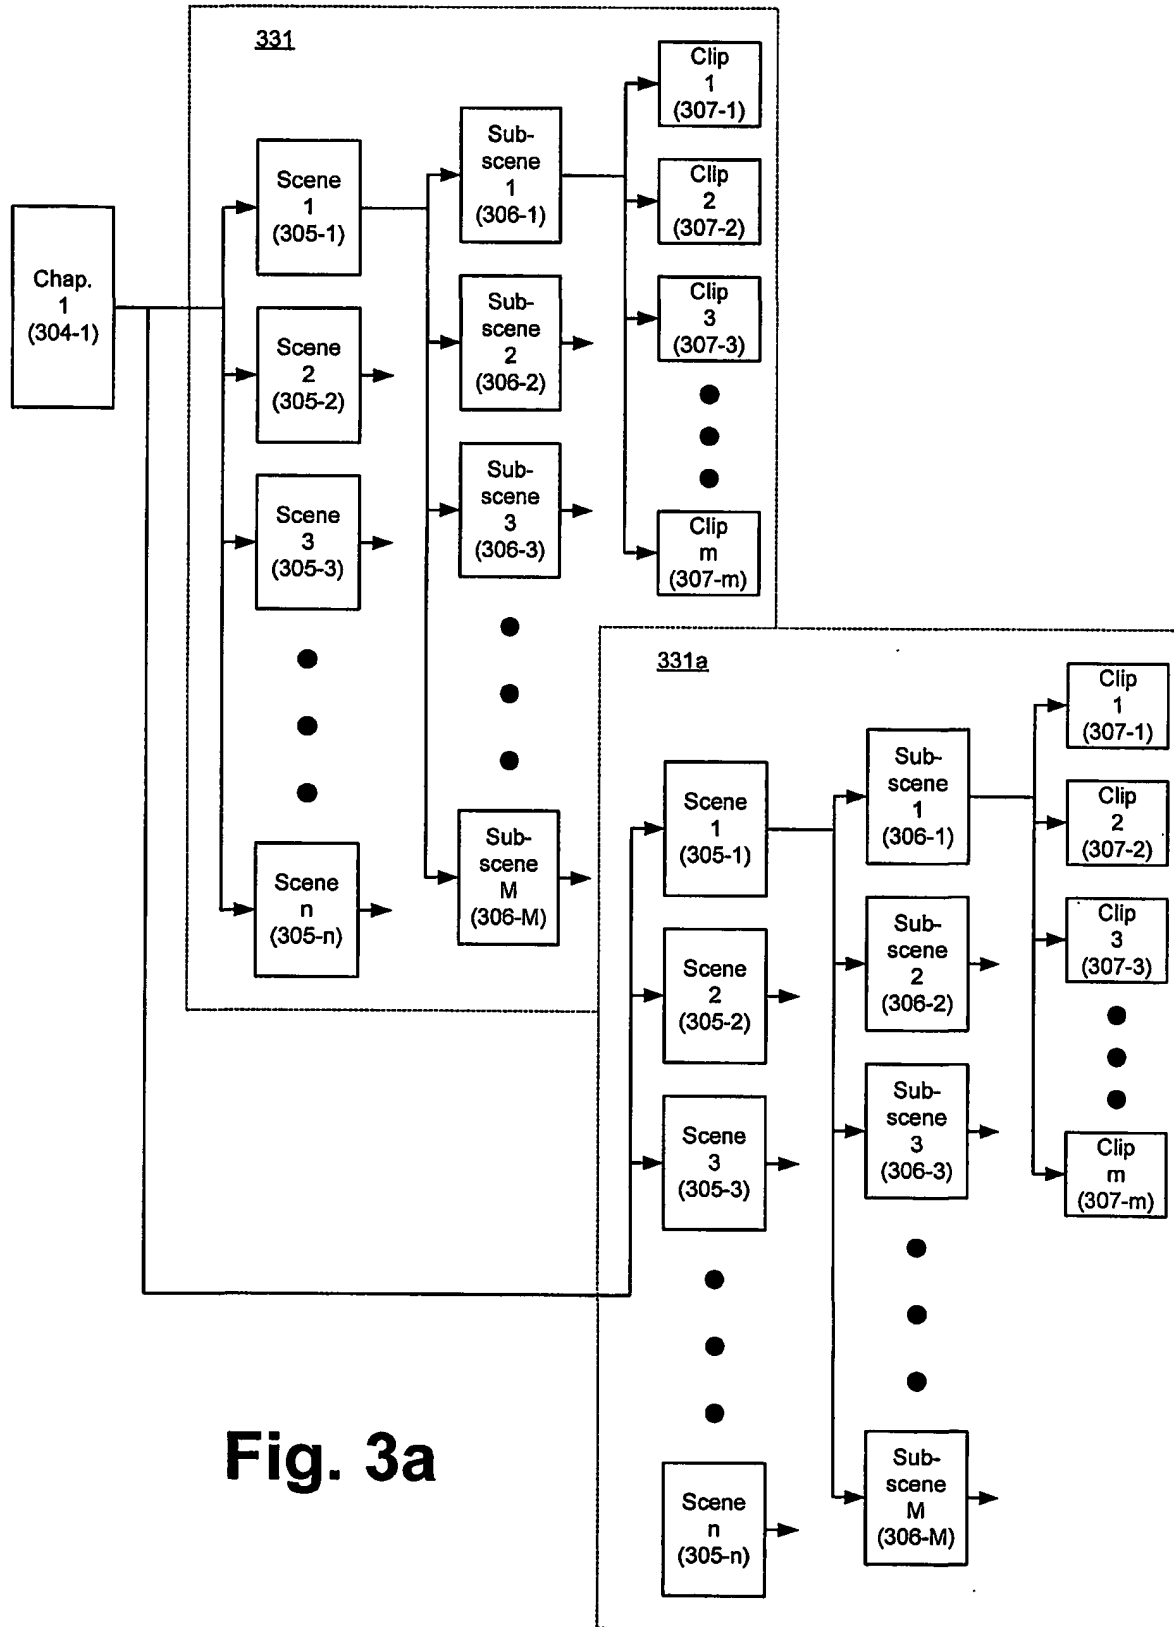 331
Chap.
1
(304-1)
Scene
1
(305-1)
Scene
2
(305-2)
Scene
3
(305-3)
Scene
n
(305-n)
Sub-
scene
1
(306-1)
Sub-
scene
2
(306-2)
Sub-
scene
3
(306-3)
Sub-
scene
M
(306-M)
Clip
1
(307-1)
Clip
2
(307-2)
Clip
3
(307-3)
Clip
m
(307-m)
331a
Scene
1
(305-1)
Scene
2
(305-2)
Scene
3
(305-3)
Scene
n
(305-n)
Sub-
scene
1
(306-1)
Sub-
scene
2
(306-2)
Sub-
scene
3
(306-3)
Sub-
scene
M
(306-M)
Clip
1
(307-1)
Clip
2
(307-2)
Clip
3
(307-3)
Clip
m
(307-m)
Fig. 3a